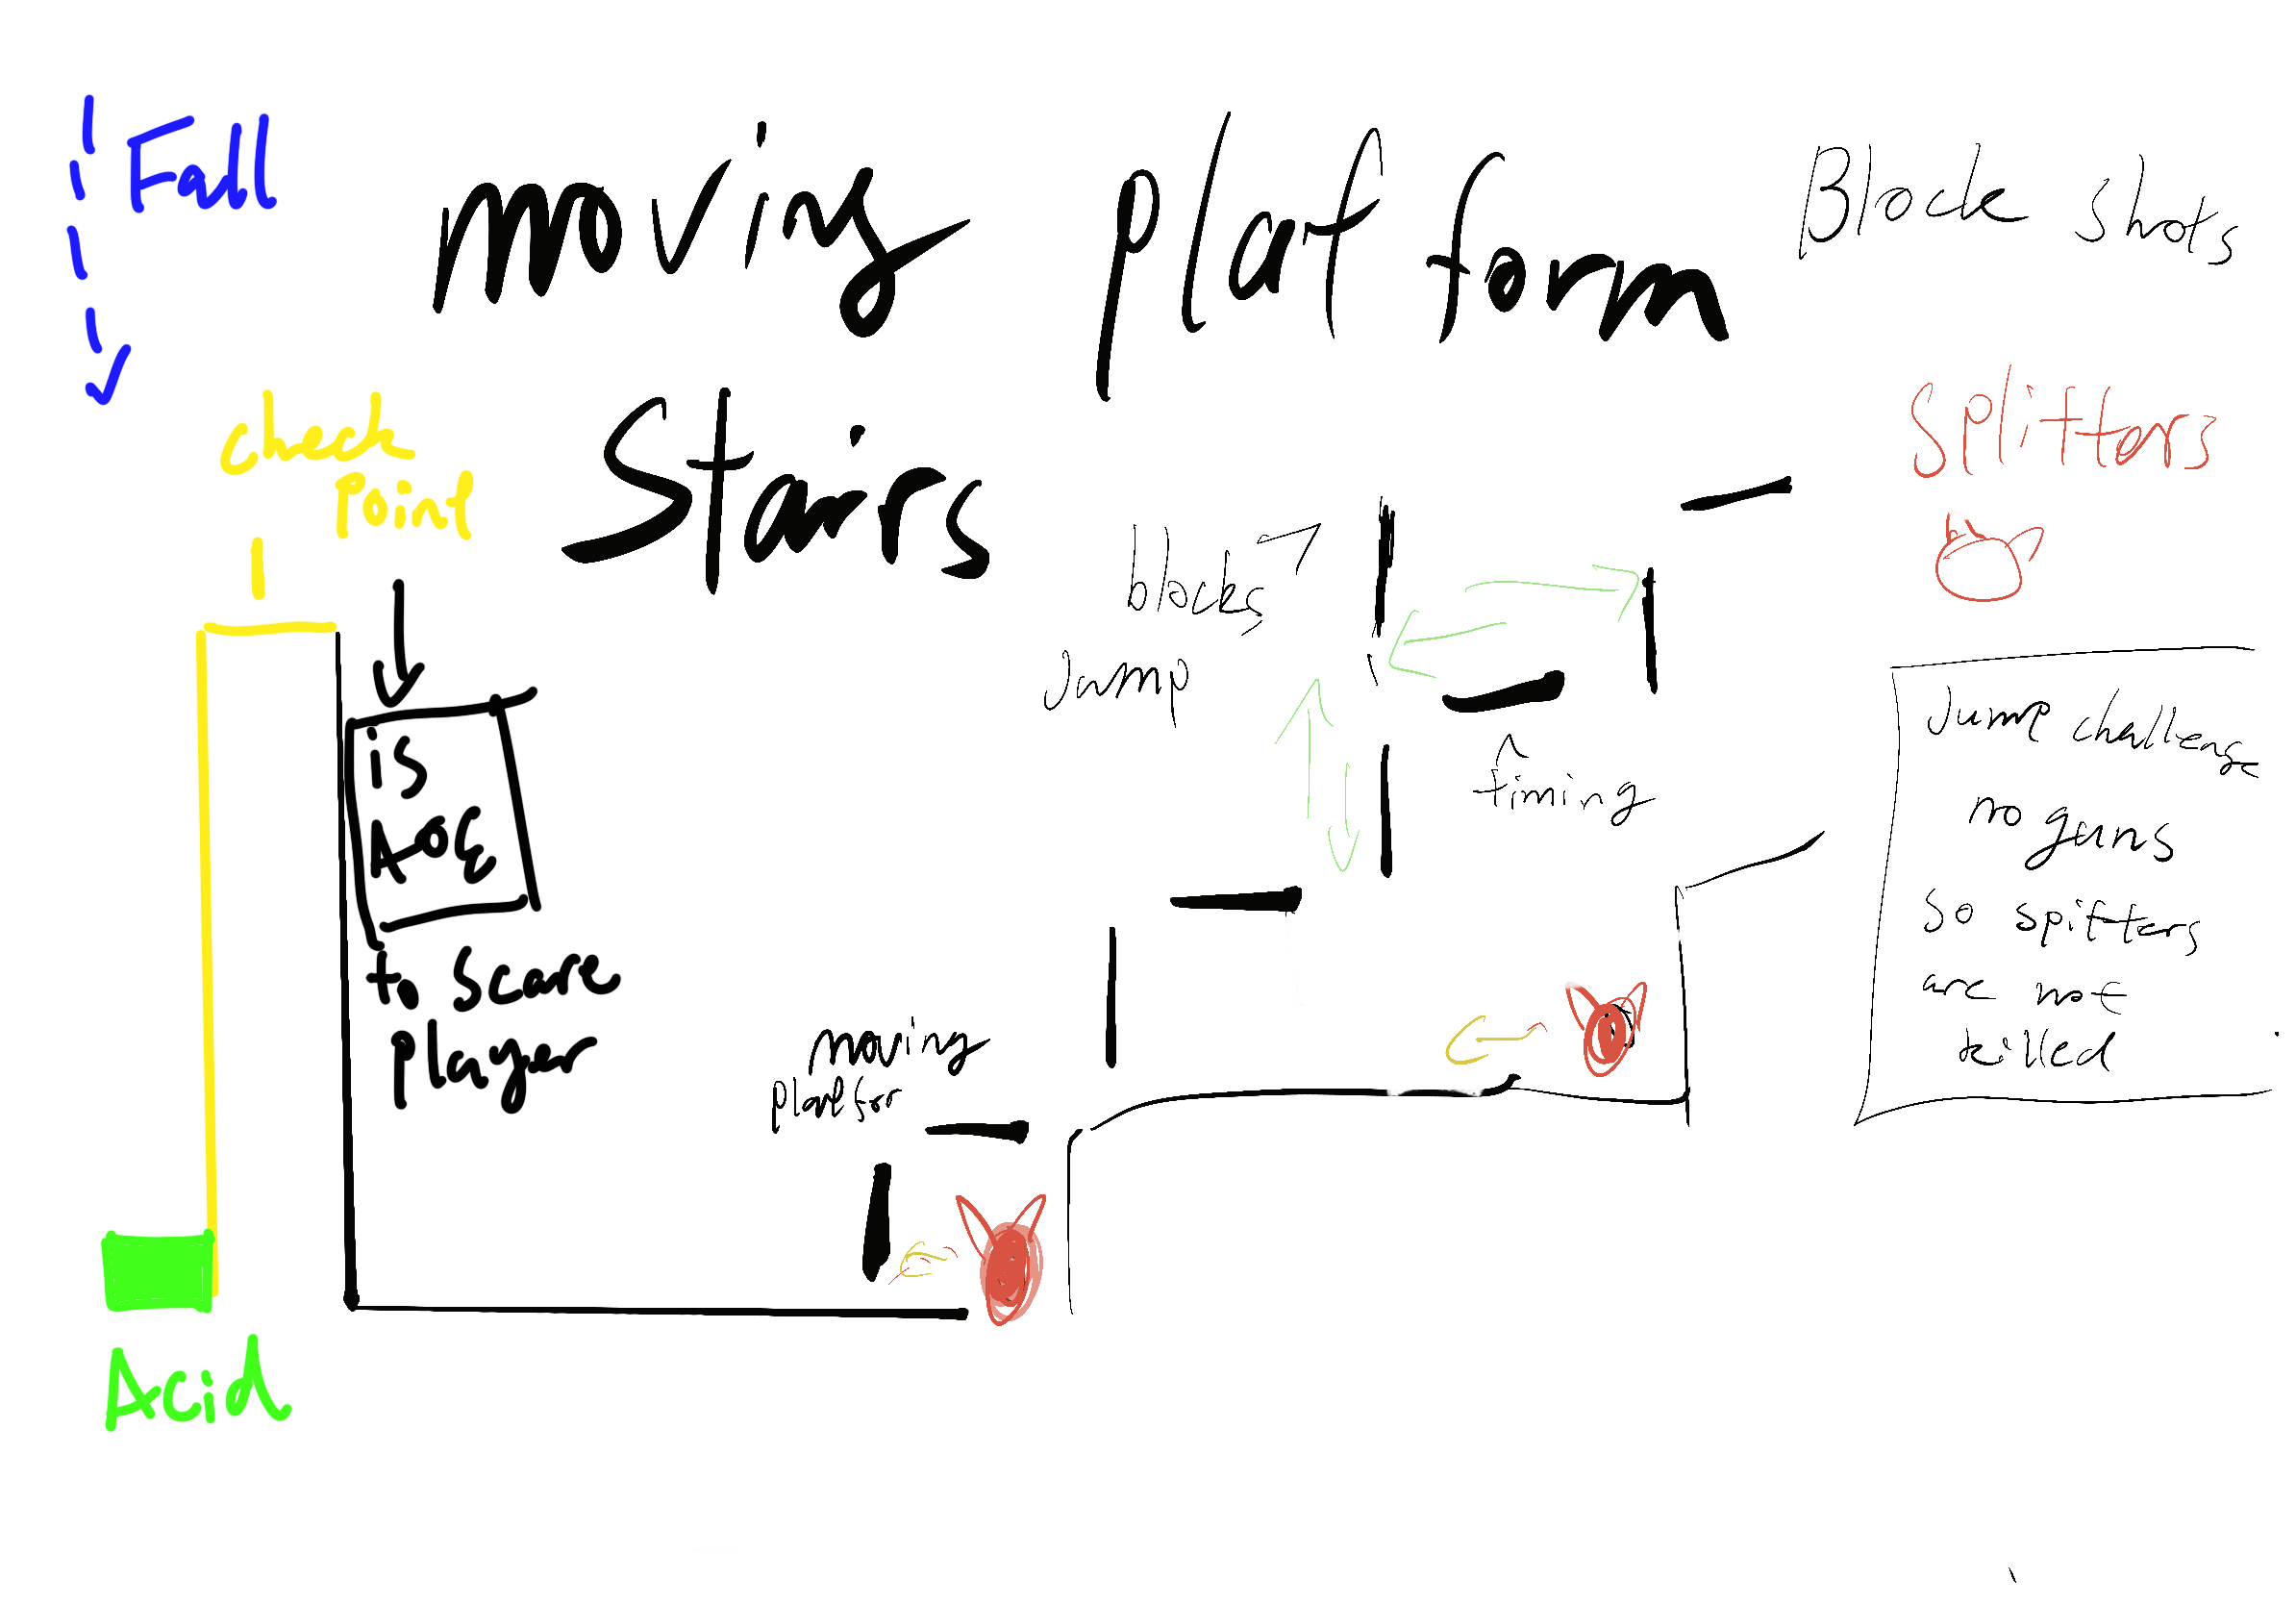 Fall
moving platform
Block shots
Stairs
check
Point
Splitters
blocks
Jump
timing
is
AOE
to scare
player
moving
platfor
Jump challenge
no guns
so spitters
are not
killed
Acid